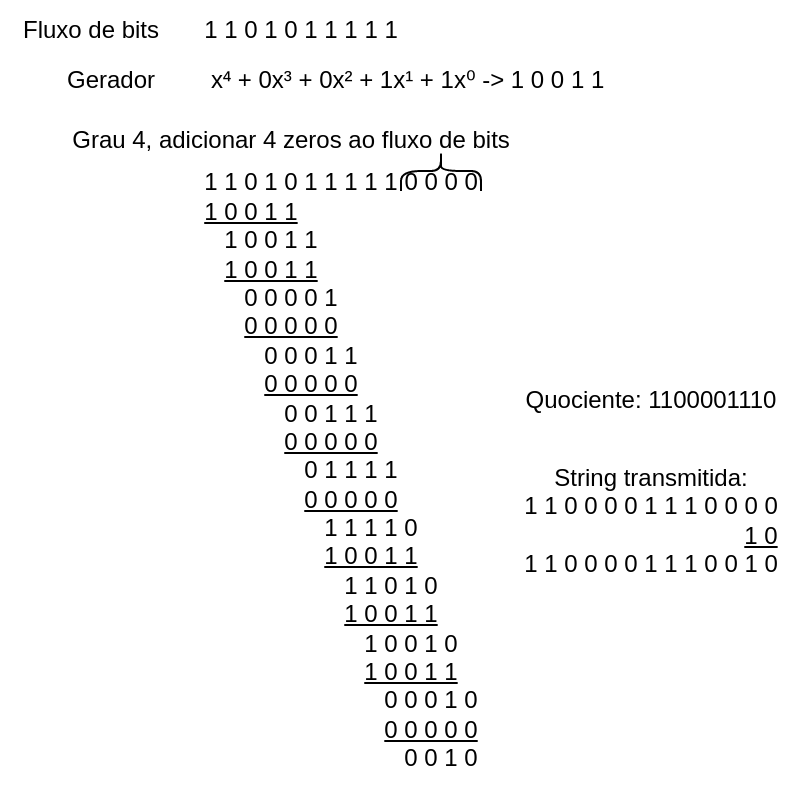 Fluxo de bits 1 1 0 1 0 1 1 1 1 1
Gerador x⁴ + 0x³ + 0x² + 1x¹ + 1x⁰ -> 1 0 0 1 1
Grau 4, adicionar 4 zeros ao fluxo de bits
1 1 0 1 0 1 1 1 1 1 0 0 0 0
1 0 0 1 1
1 0 0 1 1
1 0 0 1 1
0 0 0 0 1
0 0 0 0 0
0 0 0 1 1
0 0 0 0 0
0 0 1 1 1
0 0 0 0 0
0 1 1 1 1
0 0 0 0 0
1 1 1 1 0
1 0 0 1 1
1 1 0 1 0
1 0 0 1 1
1 0 0 1 0
1 0 0 1 1
0 0 0 1 0
0 0 0 0 0
0 0 1 0
Quociente: 1100001110
String transmitida:
1 1 0 0 0 0 1 1 1 0 0 0 0
1 0
1 1 0 0 0 0 1 1 1 0 0 1 0